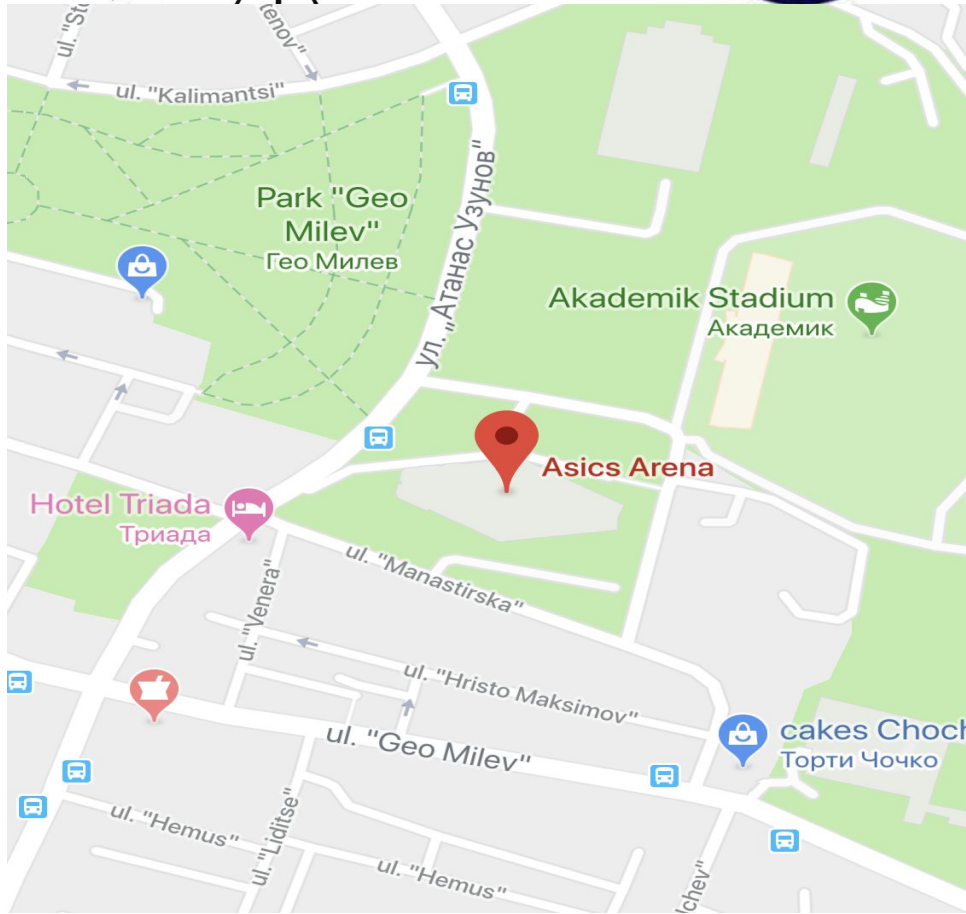 ul. "Kalimantsi"
Park "Geo
Milev"
Гео Милев
ул. „Атанас Узунов"
Akademik Stadium
Академик
Asics Arena
Hotel Triada
Триада
ul. "Manastirska"
ul. "Venera"
ul. "Hristo Maksimov"
ul. "Geo Milev"
cakes Choch
Торти Чочко
ul. "Hemus"
ul. "Liditse"
ul. "Hemus"